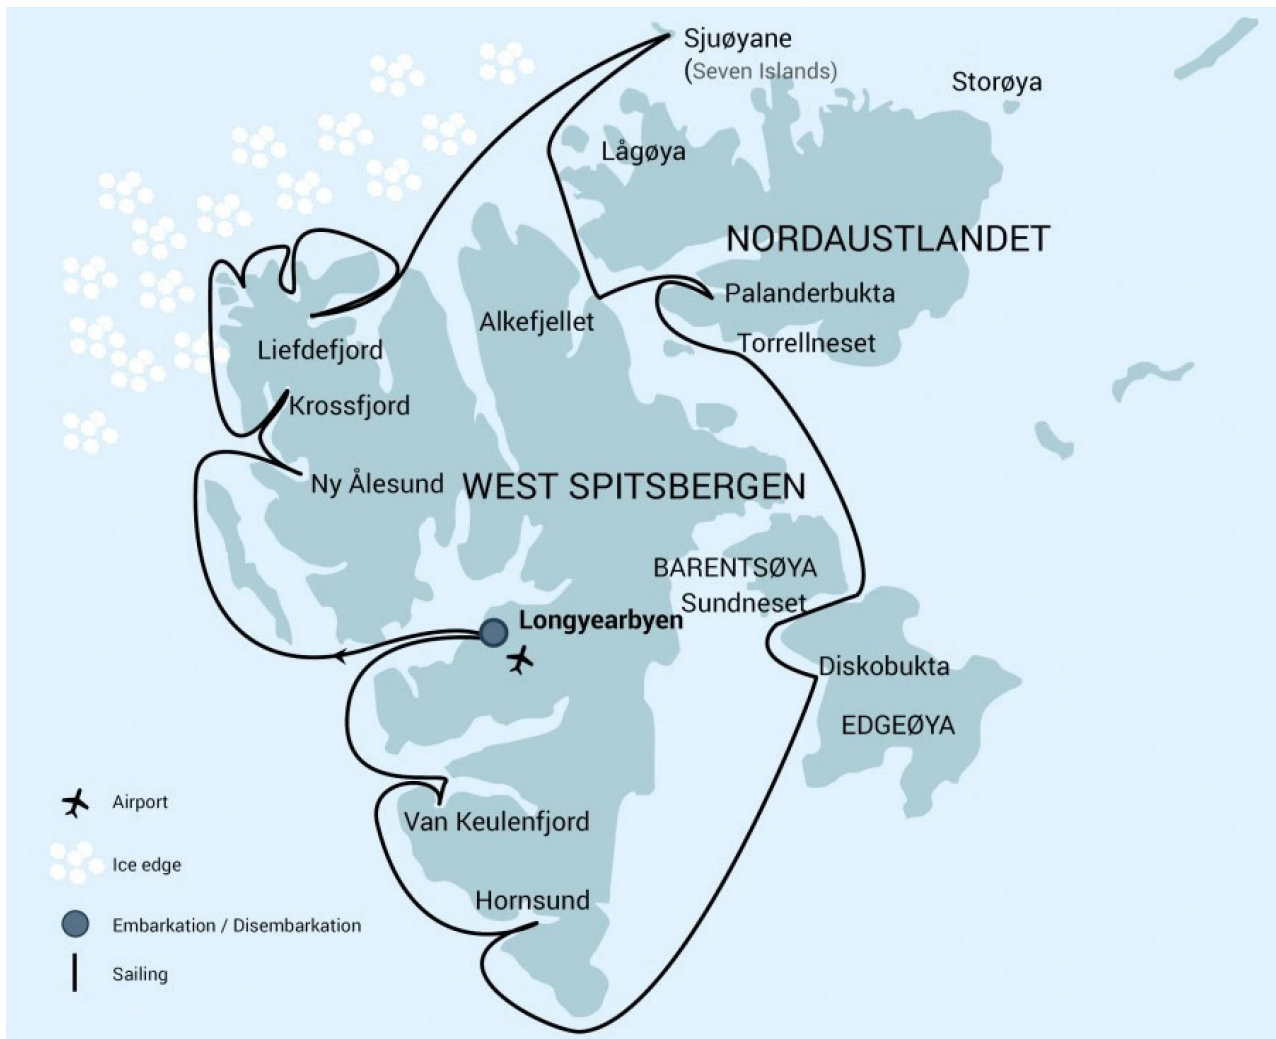 Sjuøyane
(Seven Islands)
Storøya
Lågøya
NORDAUSTLANDET
Palanderbukta
Alkefjellet
Torrellneset
Liefdefjord
Krossfjord
Ny Ålesund
WEST SPITSBERGEN
BARENTSØYA
Sundneset
Longyearbyen
Diskobukta
EDGEØYA
Airport
Van Keulenfjord
Ice edge
Hornsund
Embarkation / Disembarkation
Sailing